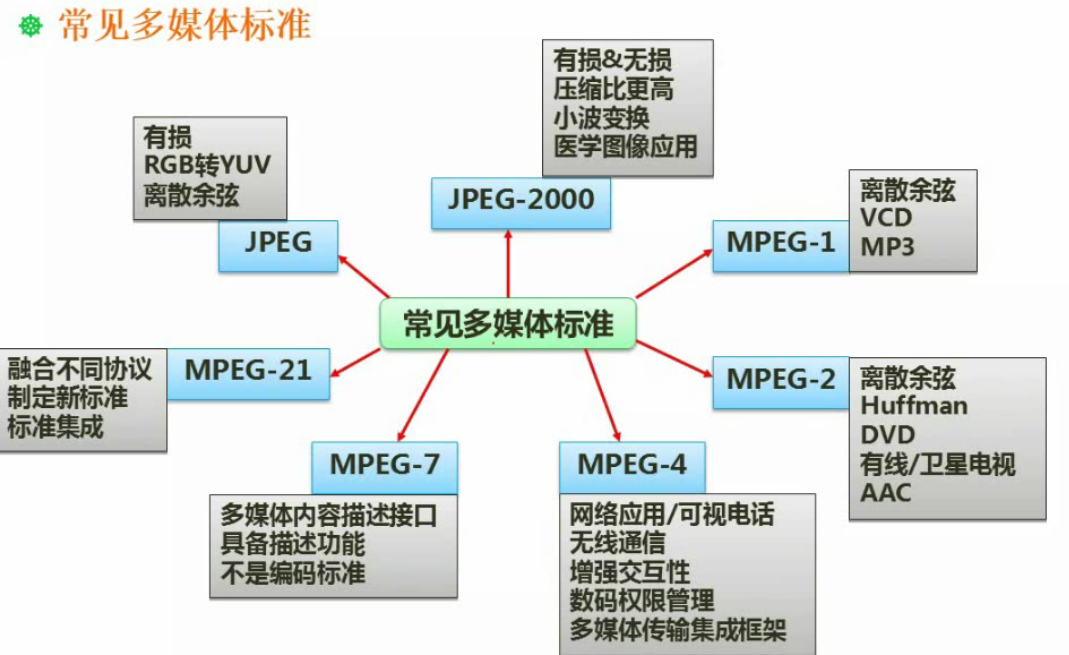 常见多媒体标准
有损&无损
压缩比更高
小波变换
医学图像应用
JPEG-2000
有损
RGB转YUV
离散余弦
JPEG
离散余弦
VCD
MP3
MPEG-1
常见多媒体标准
融合不同协议
制定新标准
标准集成
MPEG-21
MPEG-2
离散余弦
Huffman
DVD
有线/卫星电视
AAC
MPEG-7
多媒体内容描述接口
具备描述功能
不是编码标准
MPEG-4
网络应用/可视电话
无线通信
增强交互性
数码权限管理
多媒体传输集成框架